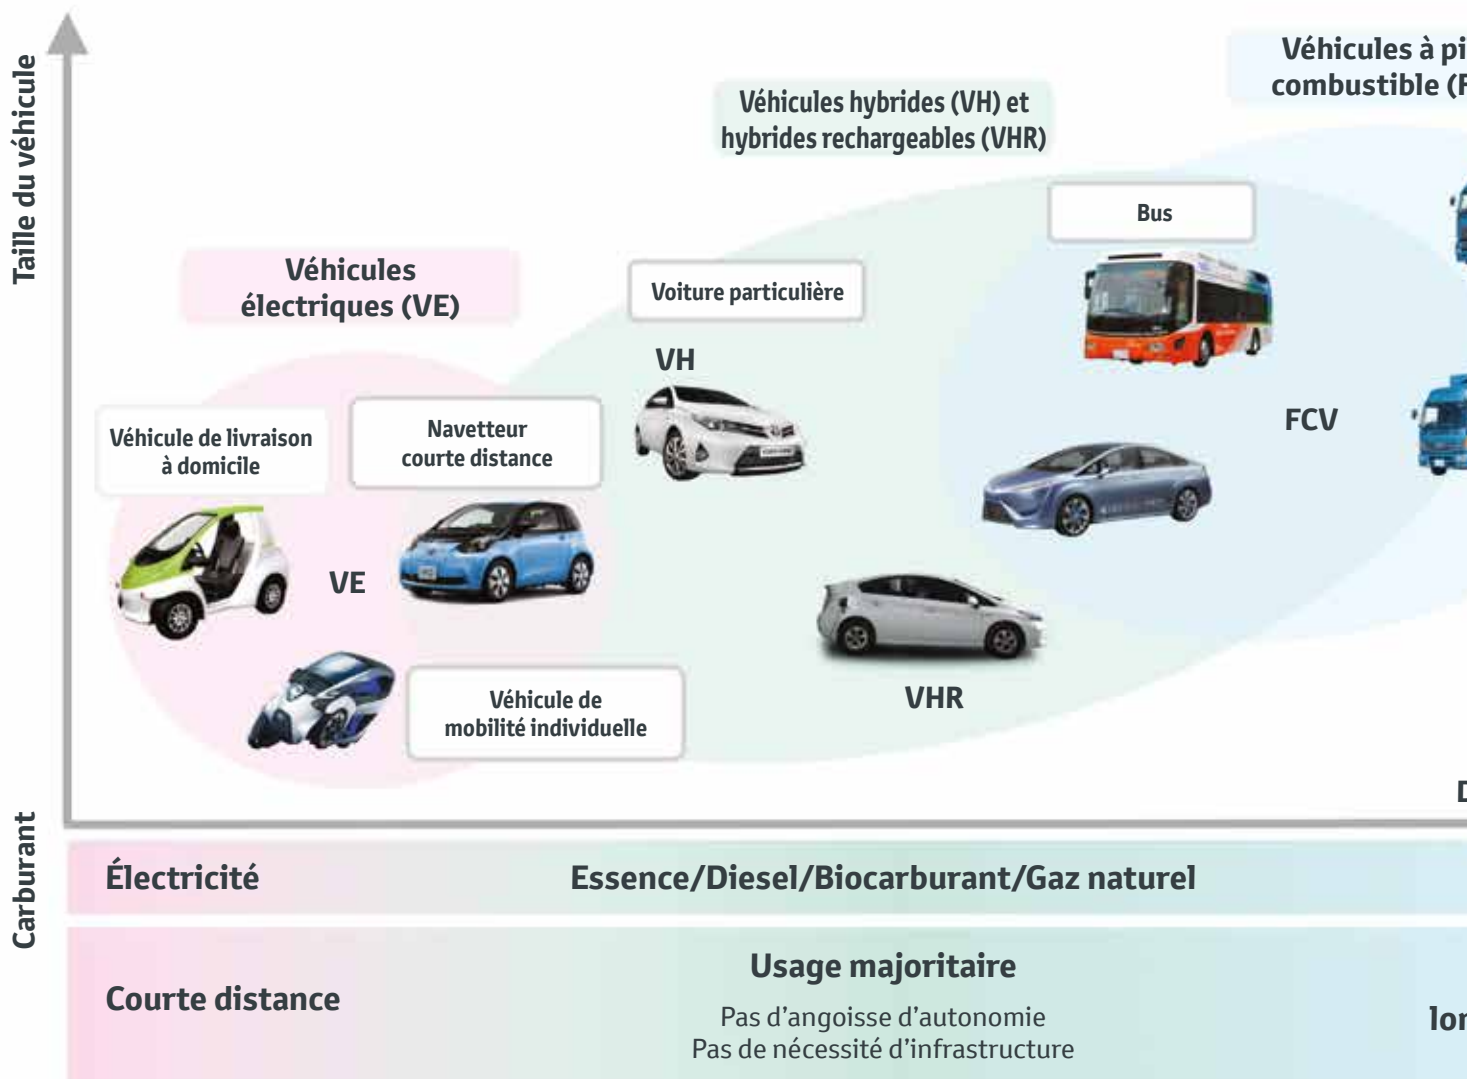 Taille du véhicule
Véhicules à pi
combustible (F
Véhicules hybrides (VH) et
hybrides rechargeables (VHR)
Bus
Véhicules
électriques (VE)
Voiture particulière
VH
Véhicule de livraison
à domicile
Navetteur
courte distance
FCV
VE
VHR
Véhicule de
mobilité individuelle
D
Carburant
Électricité
Essence/Diesel/Biocarburant/Gaz naturel
Courte distance
Usage majoritaire
Pas d'angoisse d'autonomie
Pas de nécessité d'infrastructure
lon